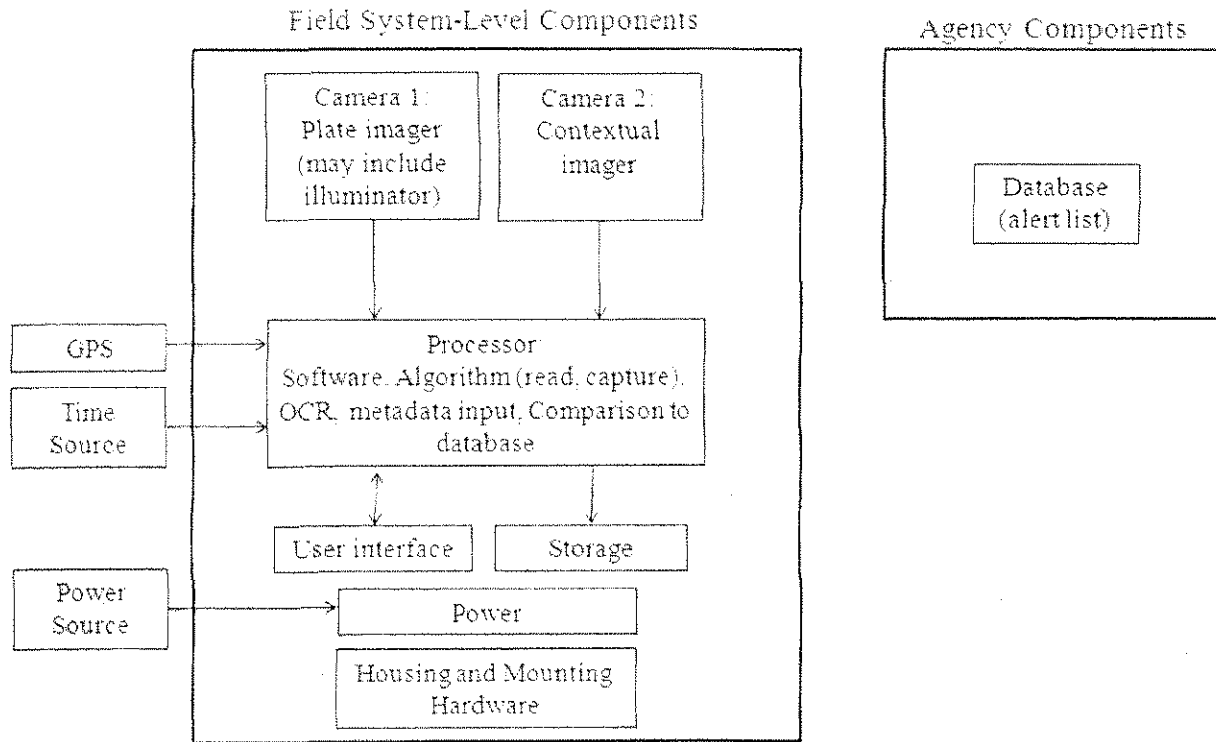 Field System-Level Components
Agency Components
Camera 1:
Plate imager
(may include
illuminator)
Camera 2:
Contextual
imager
Database
(alert list)
GPS
Time
Source
Processor
Software, Algorithm (read, capture),
OCR, metadata input, Comparison to
database
User interface
Storage
Power
Source
Power
Housing and Mounting
Hardware